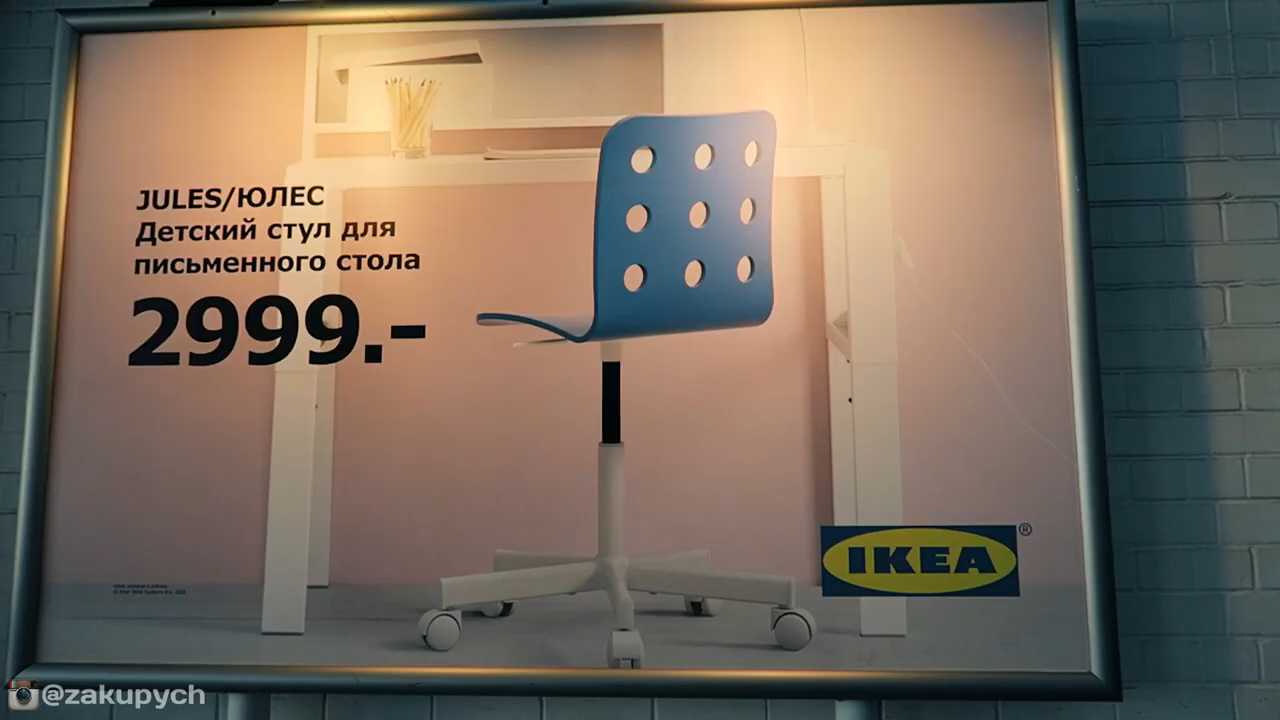 JULES/ЮЛЕС
Детский стул для
письменного стола
2999.-
IKEA
®
@zakupych